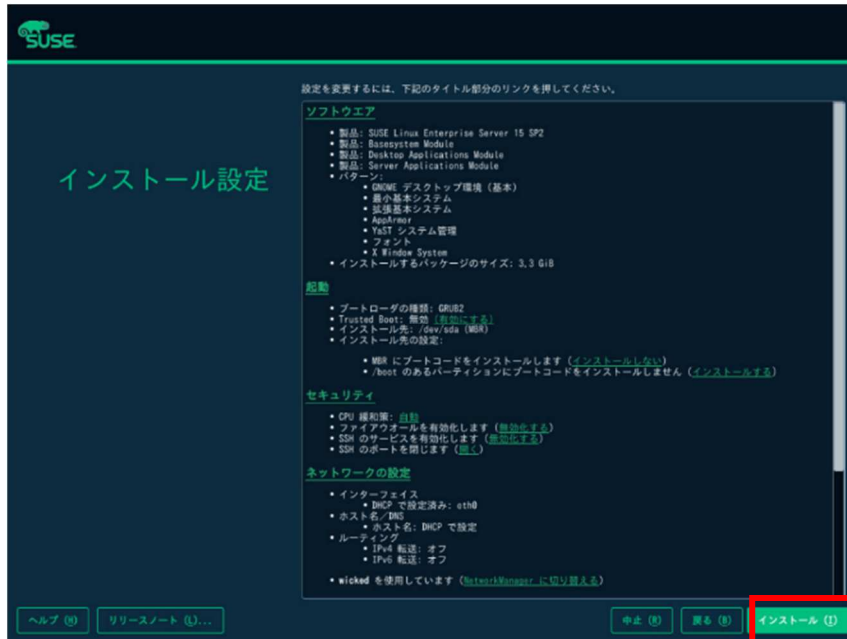 SUSE
設定を変更するには、下記のタイトル部分のリンクを押してください。
インストール設定
ソフトウエア
• 製品: SUSE Linux Enterprise Server 15 SP2
• 製品: Basesystem Module
• 製品: Desktop Applications Module
• 製品: Server Applications Module
• パターン:
• GNOME デスクトップ環境 (基本)
• 最小基本システム
• 拡張基本システム
• AppArmor
• YaST システム管理
• フォント
• X Window System
• インストールするパッケージのサイズ: 3.3 GiB
起動
• ブートローダの種類: GRUB2
• Trusted Boot: 無効 (有効にする)
• インストール先: /dev/sda (MBR)
• インストール先の設定:
• MBR にブートコードをインストールします (インストールしない)
• /boot のあるパーティションにブートコードをインストールしません (インストールする)
セキュリティ
• CPU 緩和策: 自動
• ファイアウオールを有効化します (無効化する)
• SSH のサービスを有効化します (無効化する)
• SSH のポートを閉じます (開く)
ネットワークの設定
• インターフェイス
• DHCP で設定済み: eth0
• ホスト名/DNS
• ホスト名: DHCP で設定
• ルーティング
• IPv4 転送: オフ
• IPv6 転送: オフ
• wicked を使用しています (NetworkManager に切り替える)
ヘルプ (H) リリースノート (L)... 中止 (R) 戻る (B) インストール (I)